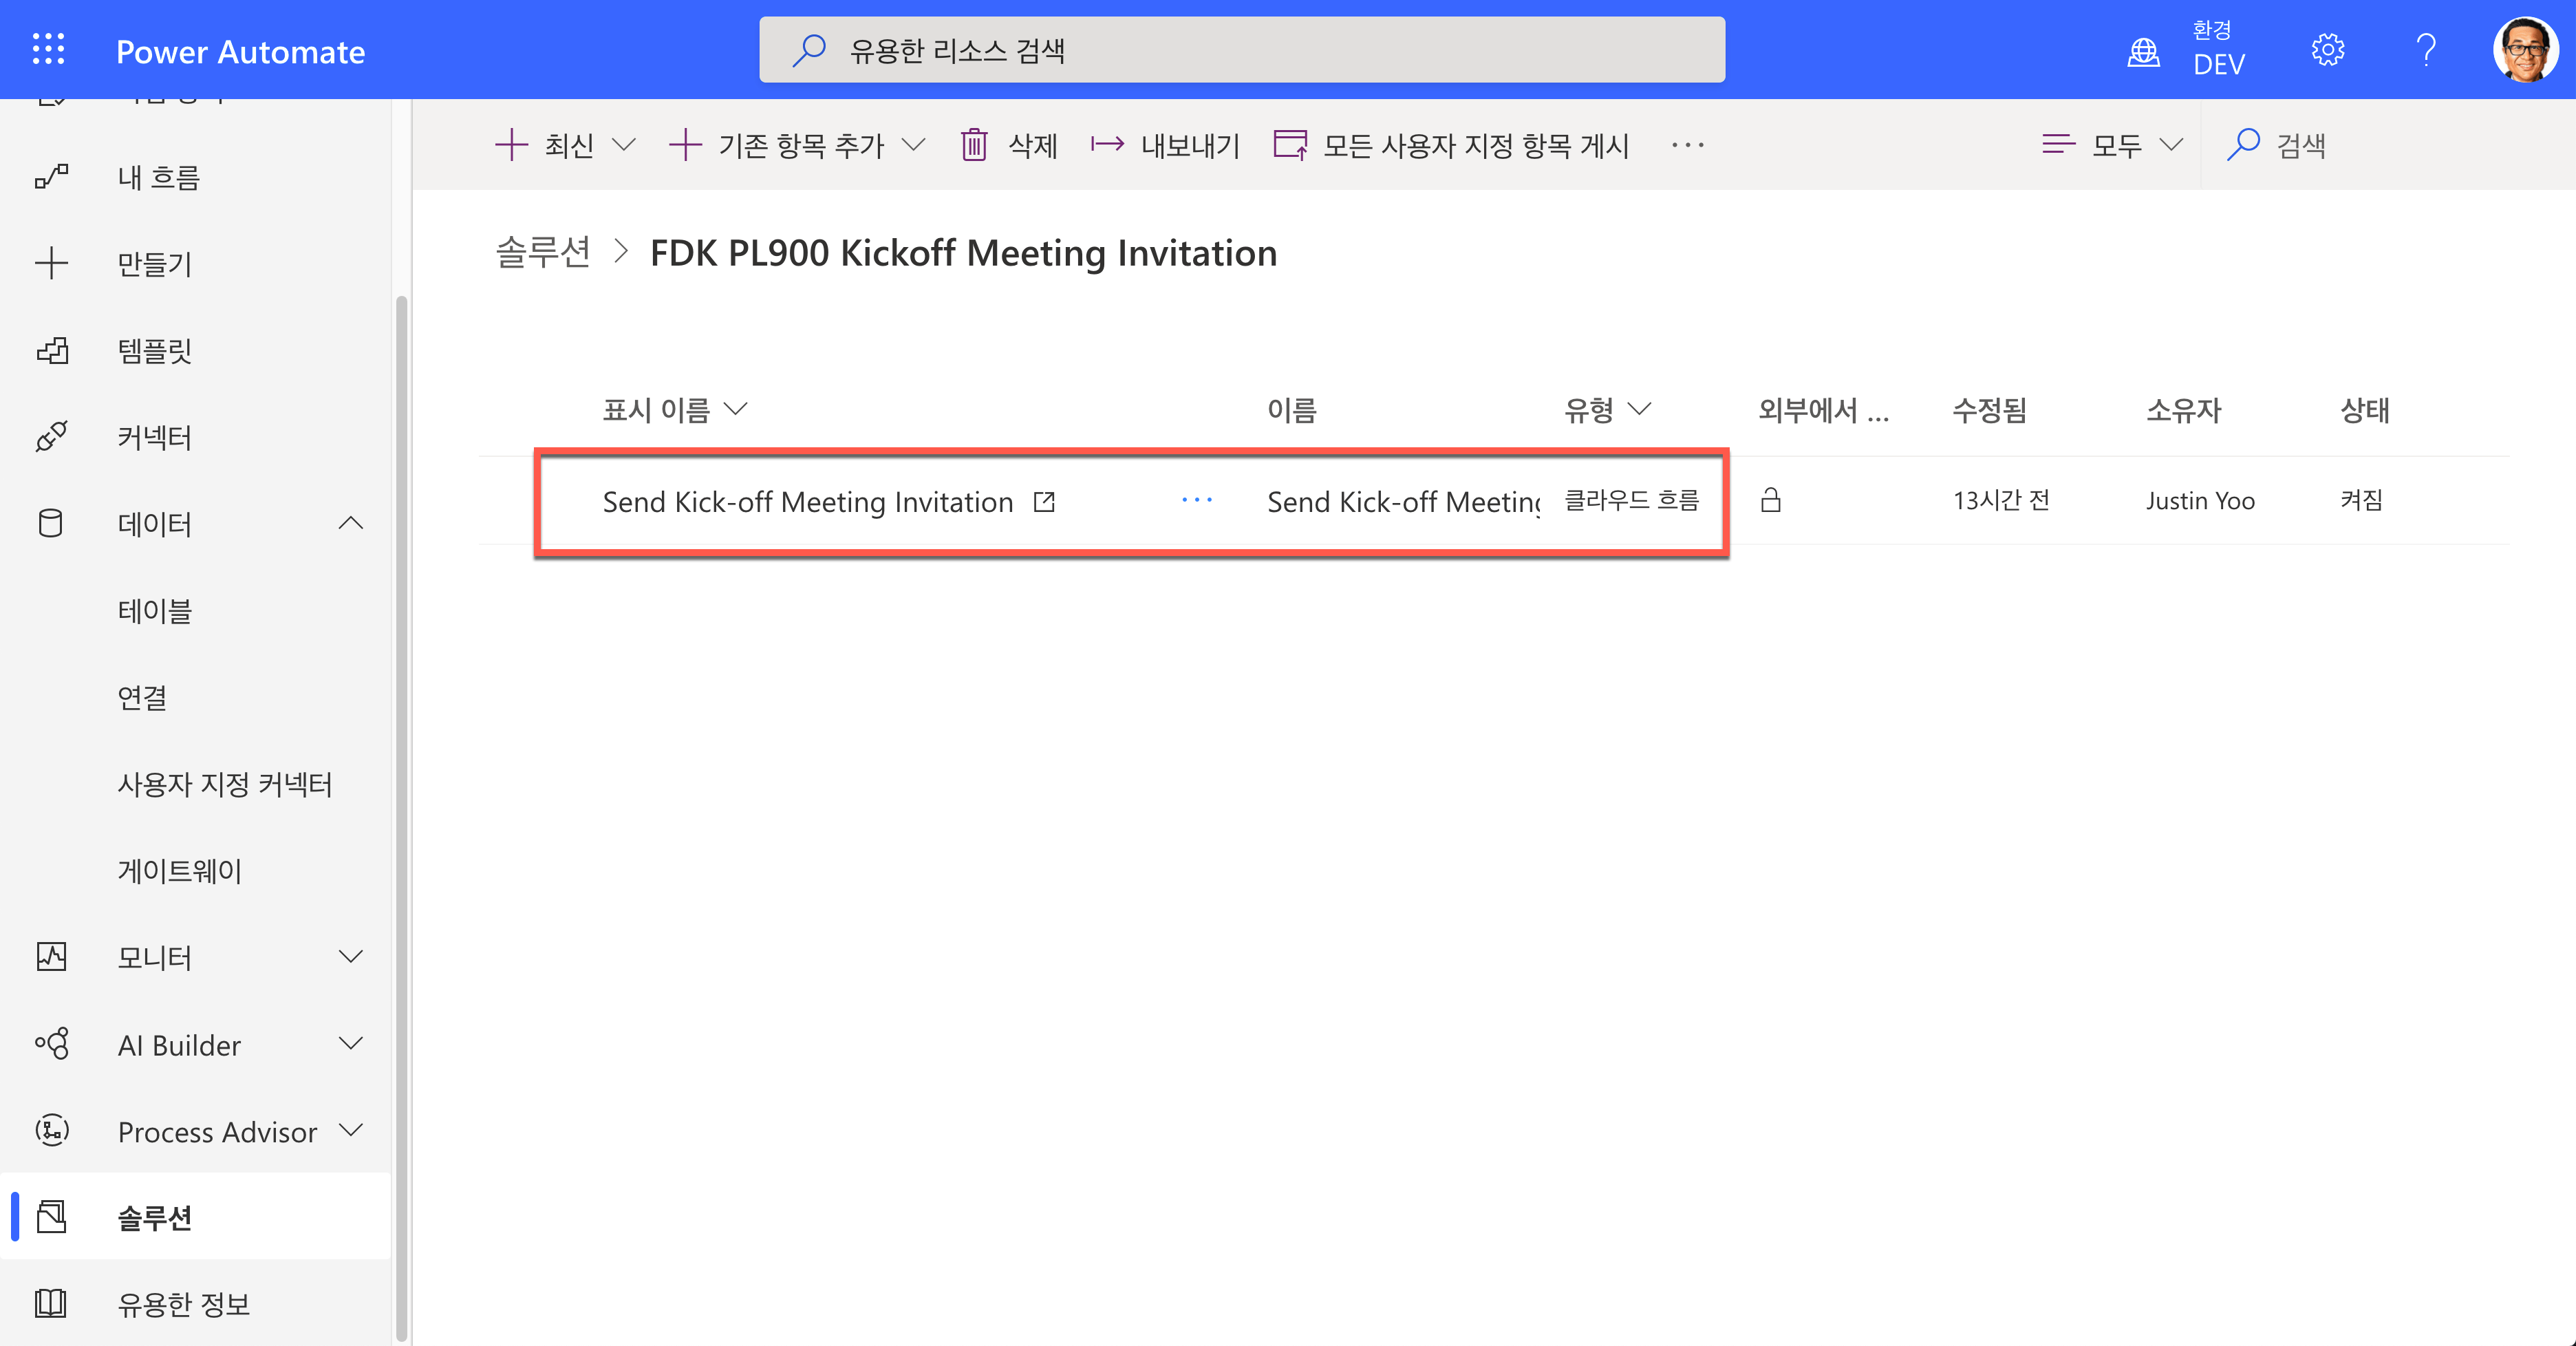 Power Automate
유용한 리소스 검색
환경
DEV
내 흐름
만들기
템플릿
커넥터
데이터
테이블
연결
사용자 지정 커넥터
게이트웨이
모니터
AI Builder
Process Advisor
솔루션
유용한 정보
최신 기존 항목 추가 삭제 내보내기 모든 사용자 지정 항목 게시 ··· 모두 검색
솔루션 > FDK PL900 Kickoff Meeting Invitation
표시 이름 이름 유형 외부에서 ... 수정됨 소유자 상태
Send Kick-off Meeting Invitation ··· Send Kick-off Meeting 클라우드 흐름 13시간 전 Justin Yoo 켜짐